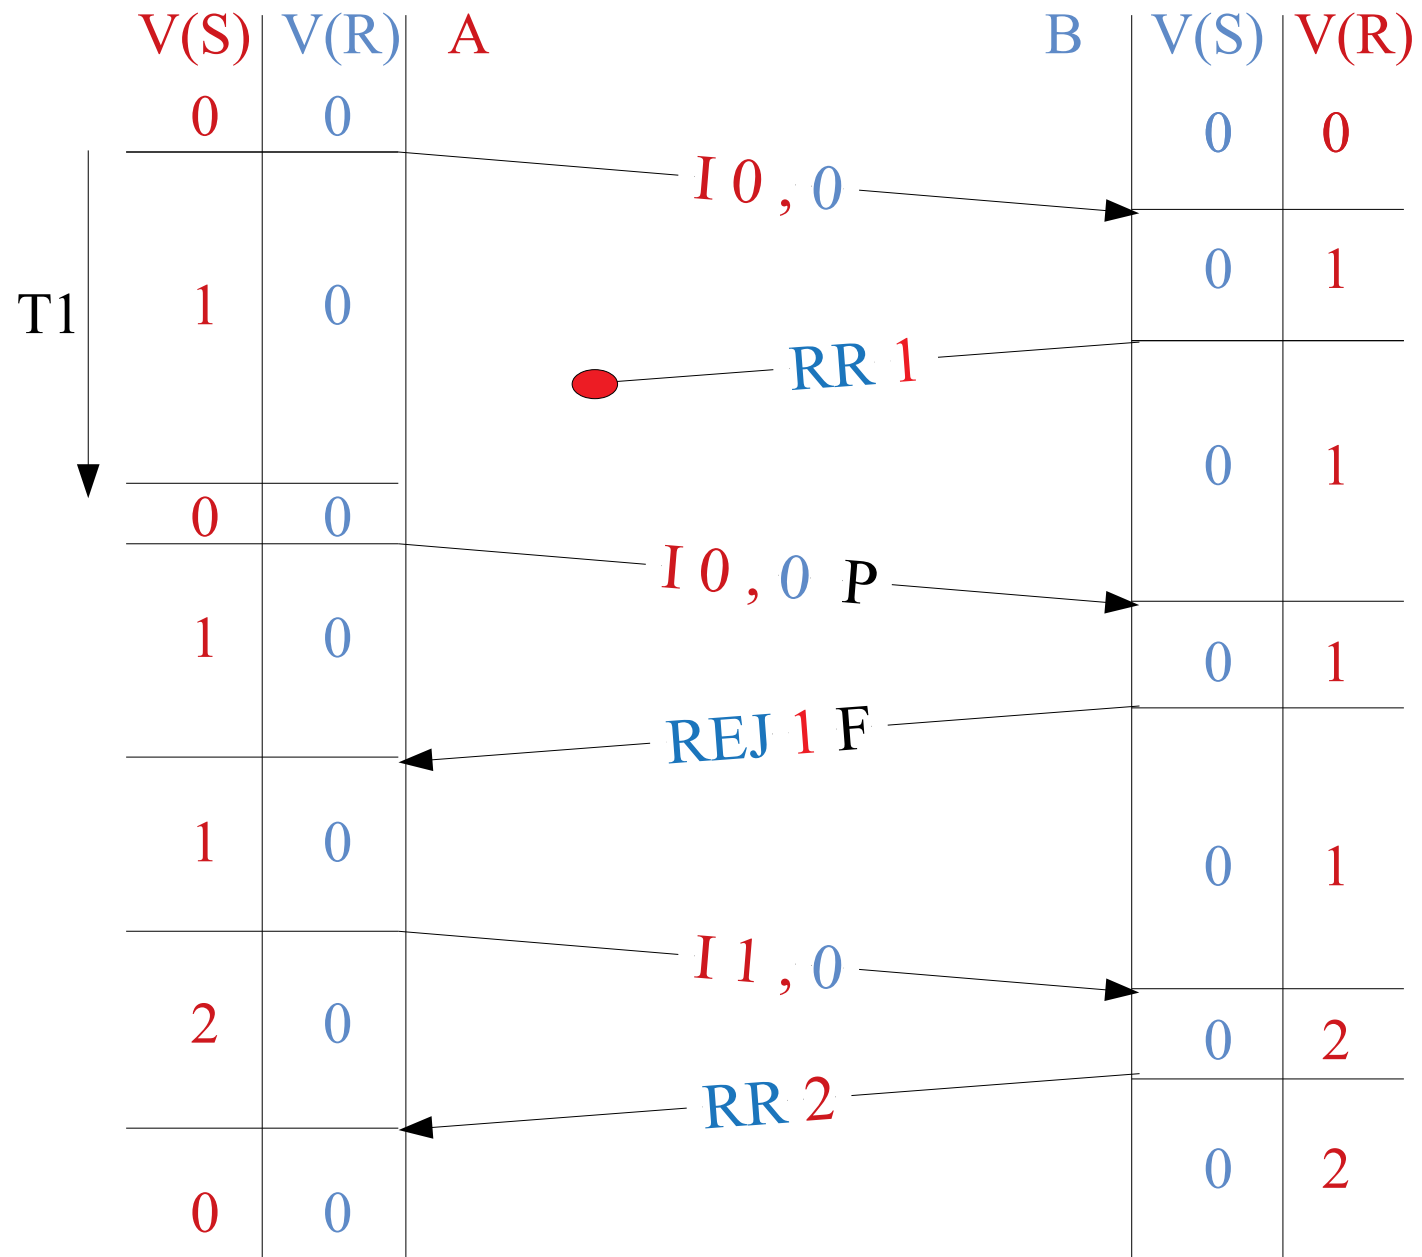 V(S) V(R) A B V(S) V(R)
0 0 0 0
I 0 , 0
0 1
T1 1 0
RR 1
0 1
0 0
I 0 , 0 P
1 0 0 1
REJ 1 F
1 0 0 1
I 1 , 0
2 0 0 2
RR 2
0 2
0 0